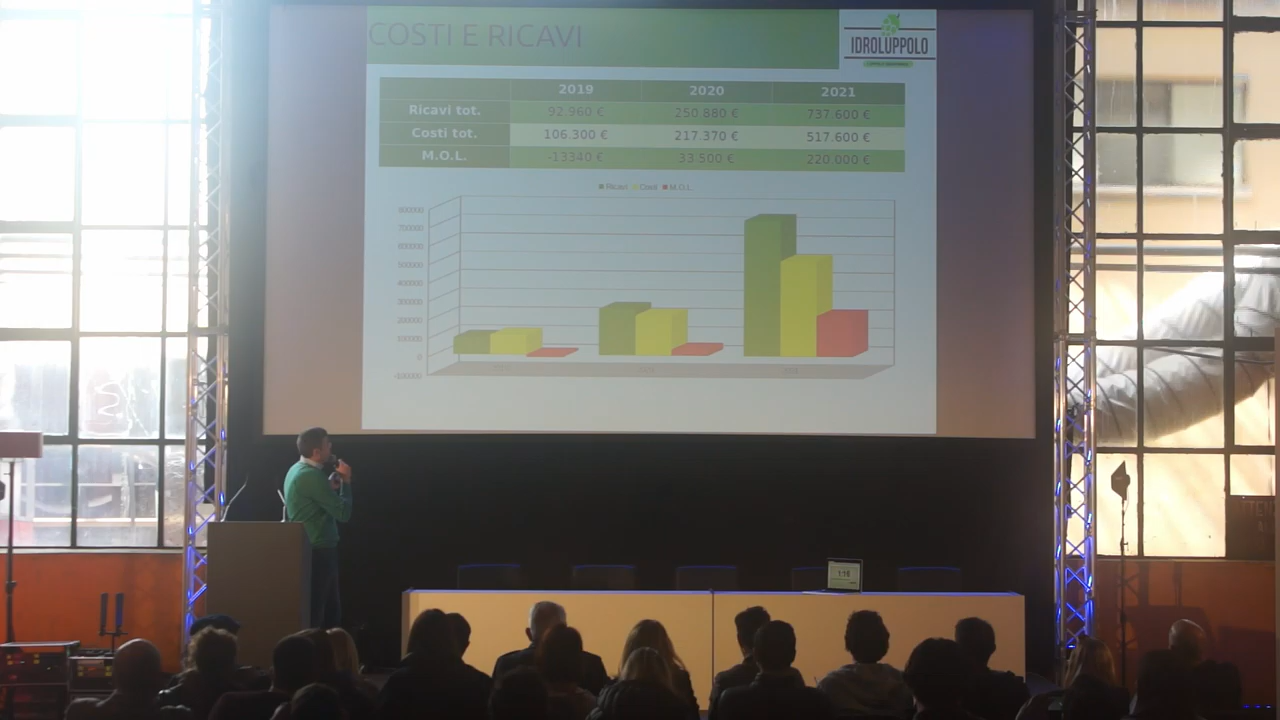 COSTI E RICAVI
IDROLUPPOLO
2019 2020 2021
Ricavi tot. 92.960 € 250.880 € 737.600 €
Costi tot. 106.300 € 217.370 € 517.600 €
M.O.L. -13340 € 33.500 € 220.000 €
Ricavi Costi M.O.L.
800000
700000
600000
500000
400000
300000
200000
100000
0
-100000